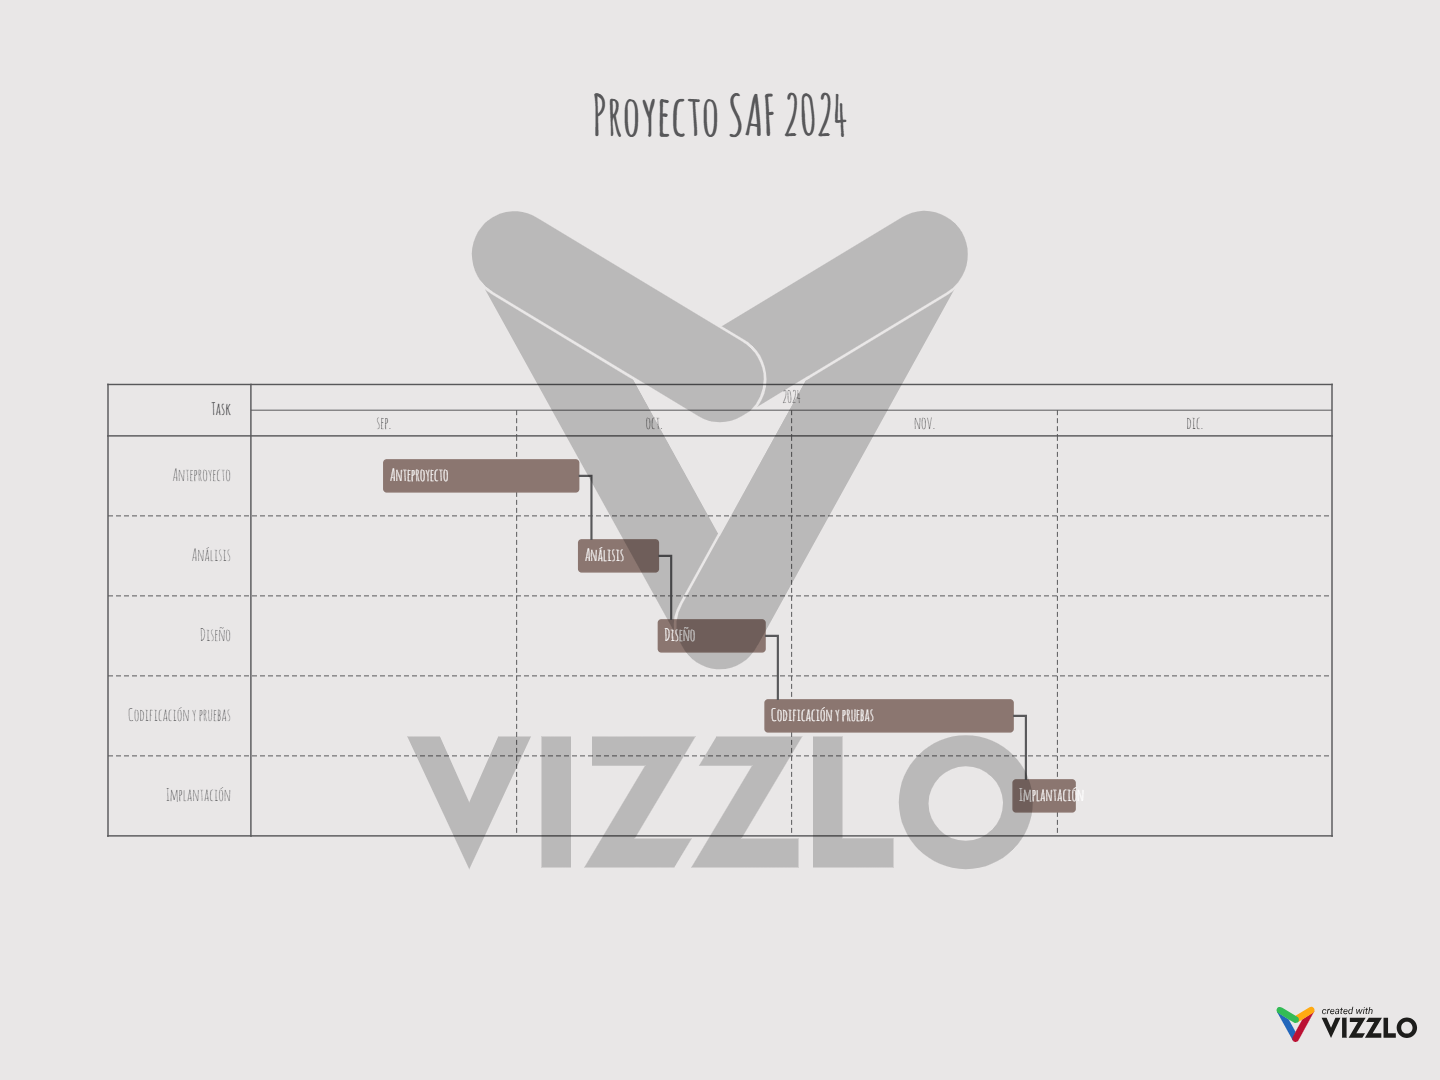 Proyecto SAF 2024
Task
2024
sep.
oct.
nov.
dic.
Anteproyecto
Anteproyecto
Análisis
Análisis
Diseño
Diseño
Codificación y pruebas
Codificación y pruebas
Implantación
Implantación
VIZZLO
created with
VIZZLO